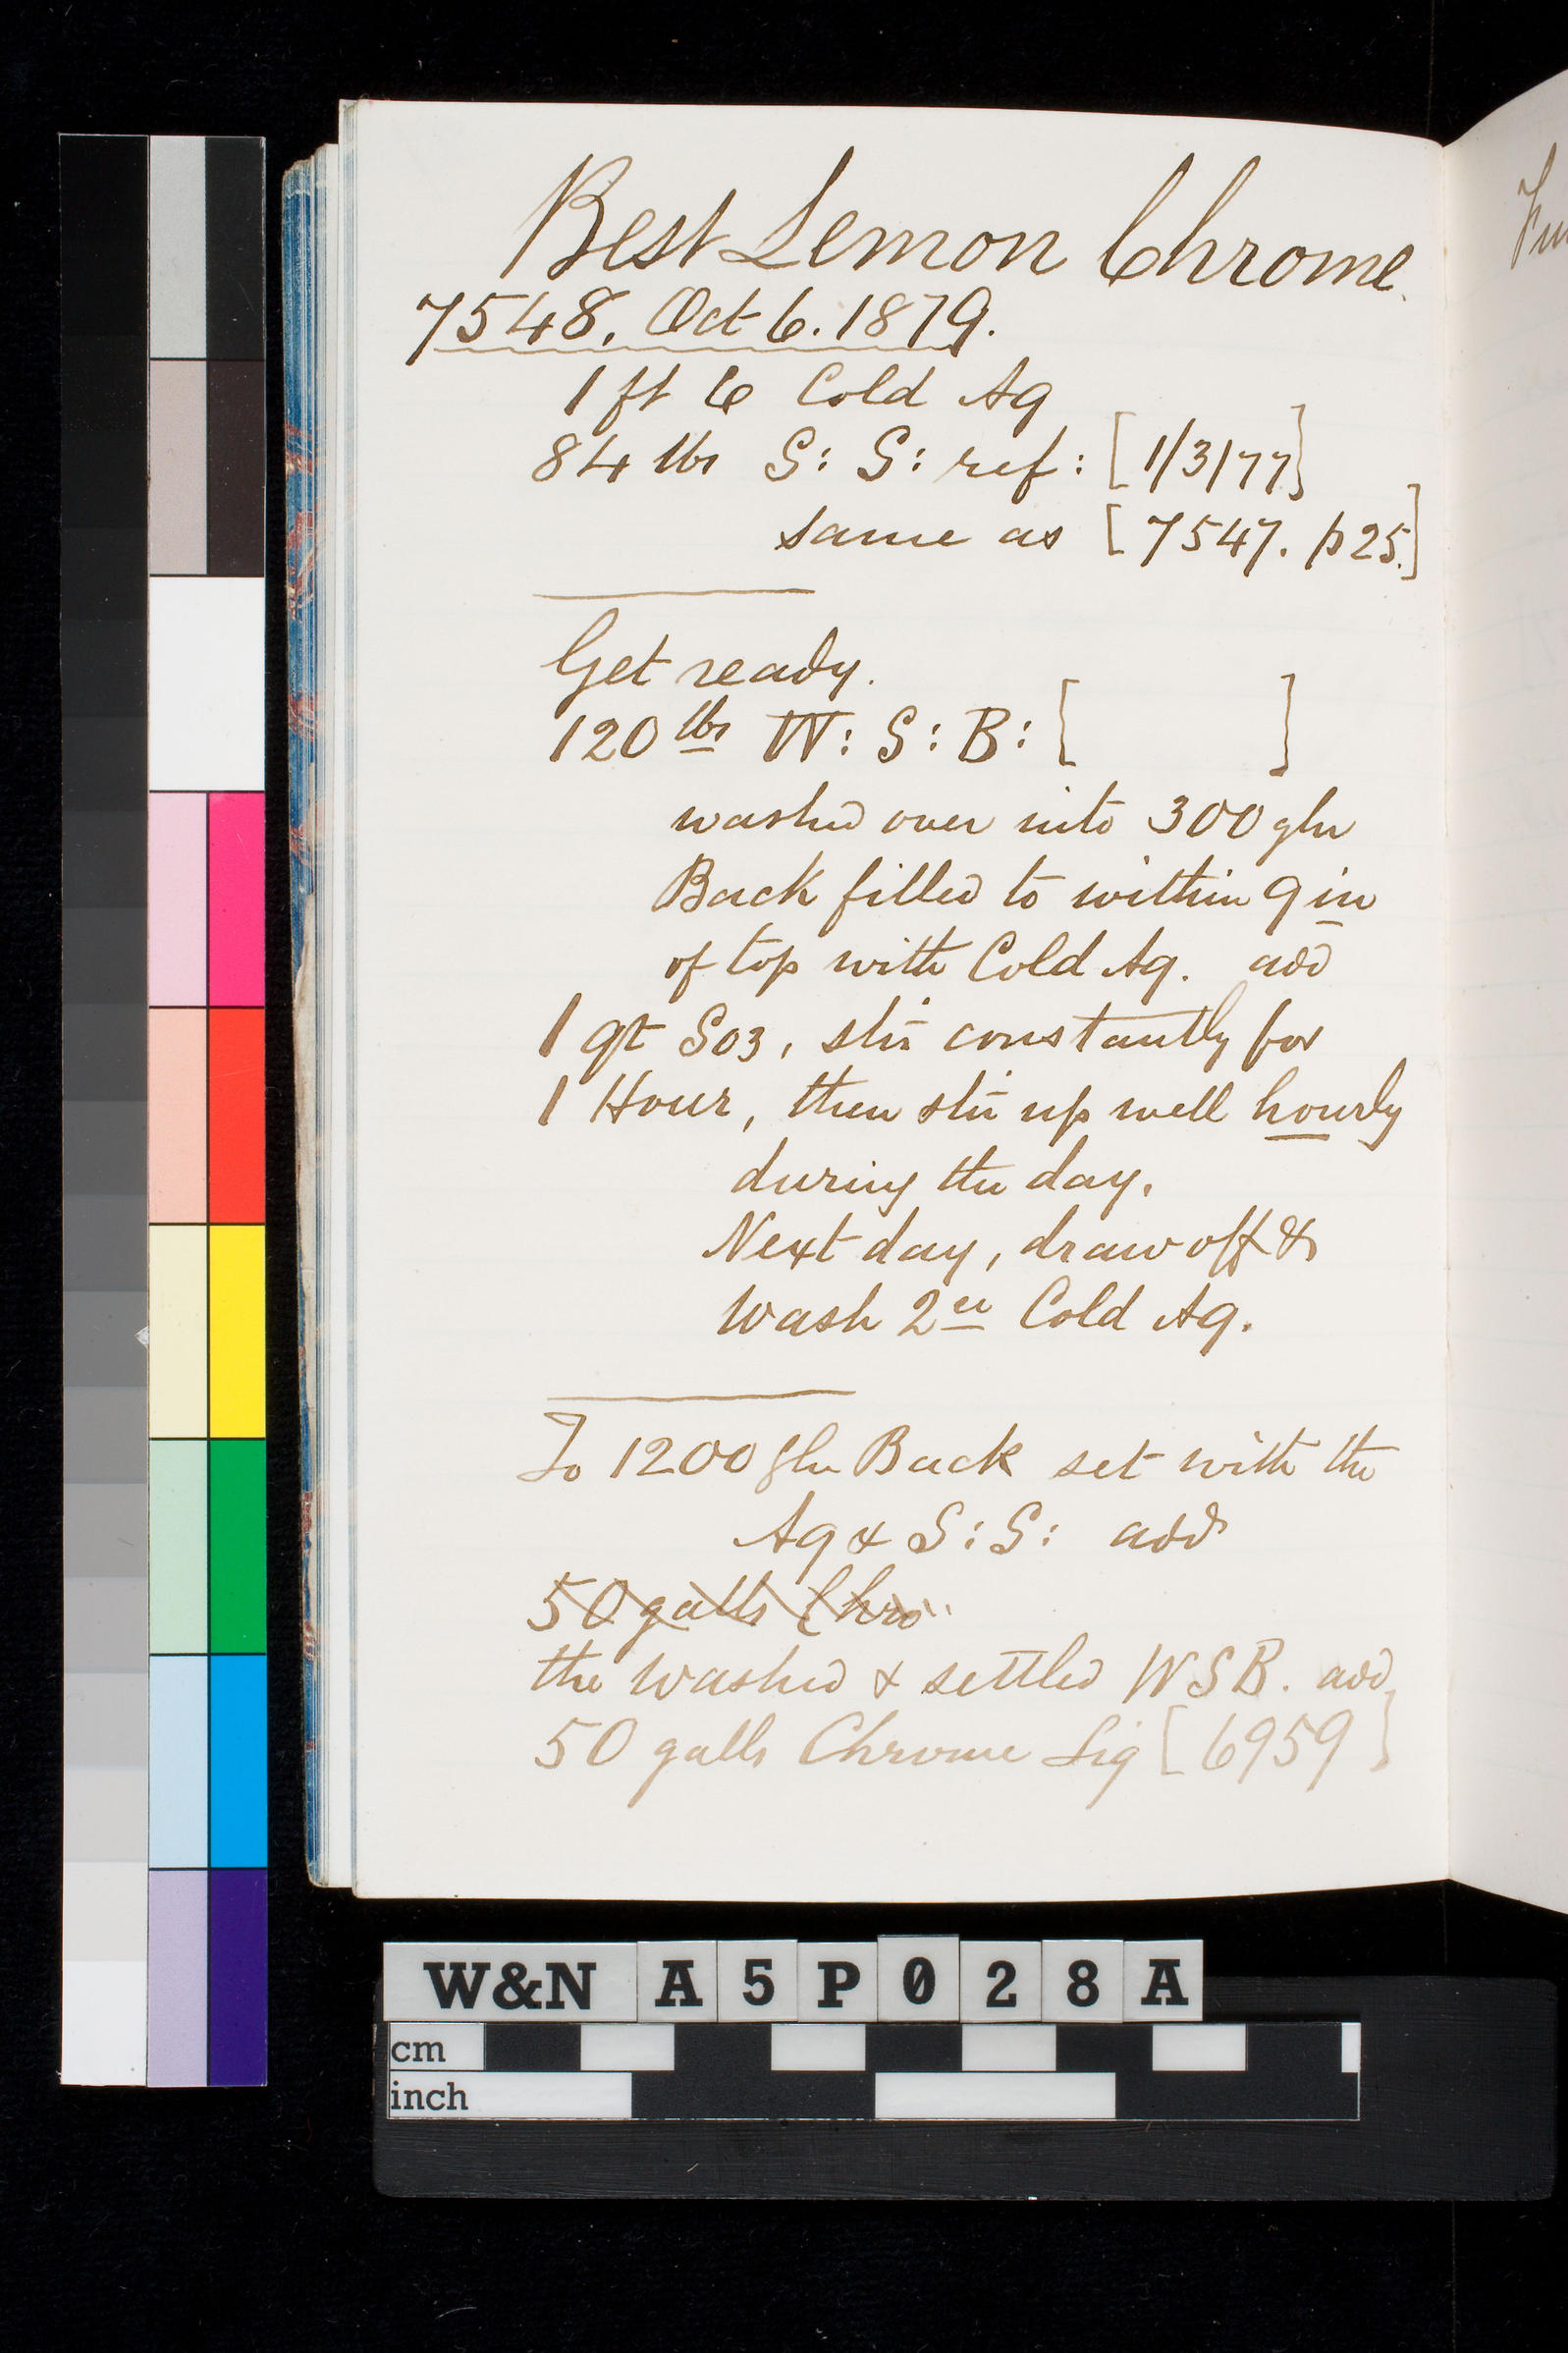 Best Lemon Chrome.
7548. Oct 6. 1879.
1 ft 6 Cold Aq
84 lbs S: S: ref: [1/3/77]
same as [7547. p25.]
Get ready.
120 lbs W: S: B: [ ]
washed over into 300 gln
Back filled to within 9 in
of top with Cold Aq. add
1 qt SO3, stir constantly for
1 Hour, then stir up well hourly
during the day.
Next day, draw off &
Wash 2ce Cold Aq.
To 1200 gln Back set with the
Aq & S: S: add
50 galls Chro
the washed & settled WSB. add
50 galls Chrome Liq [6959]
W&N A5P028A
cm
inch